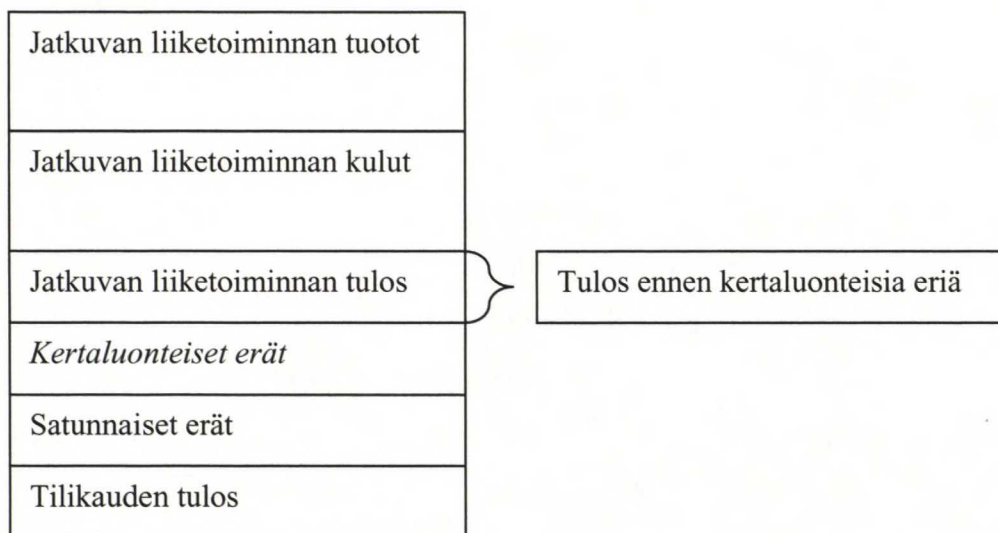 Jatkuvan liiketoiminnan tuotot
Jatkuvan liiketoiminnan kulut
Jatkuvan liiketoiminnan tulos
Tulos ennen kertaluonteisia eriä
Kertaluonteiset erät
Satunnaiset erät
Tilikauden tulos